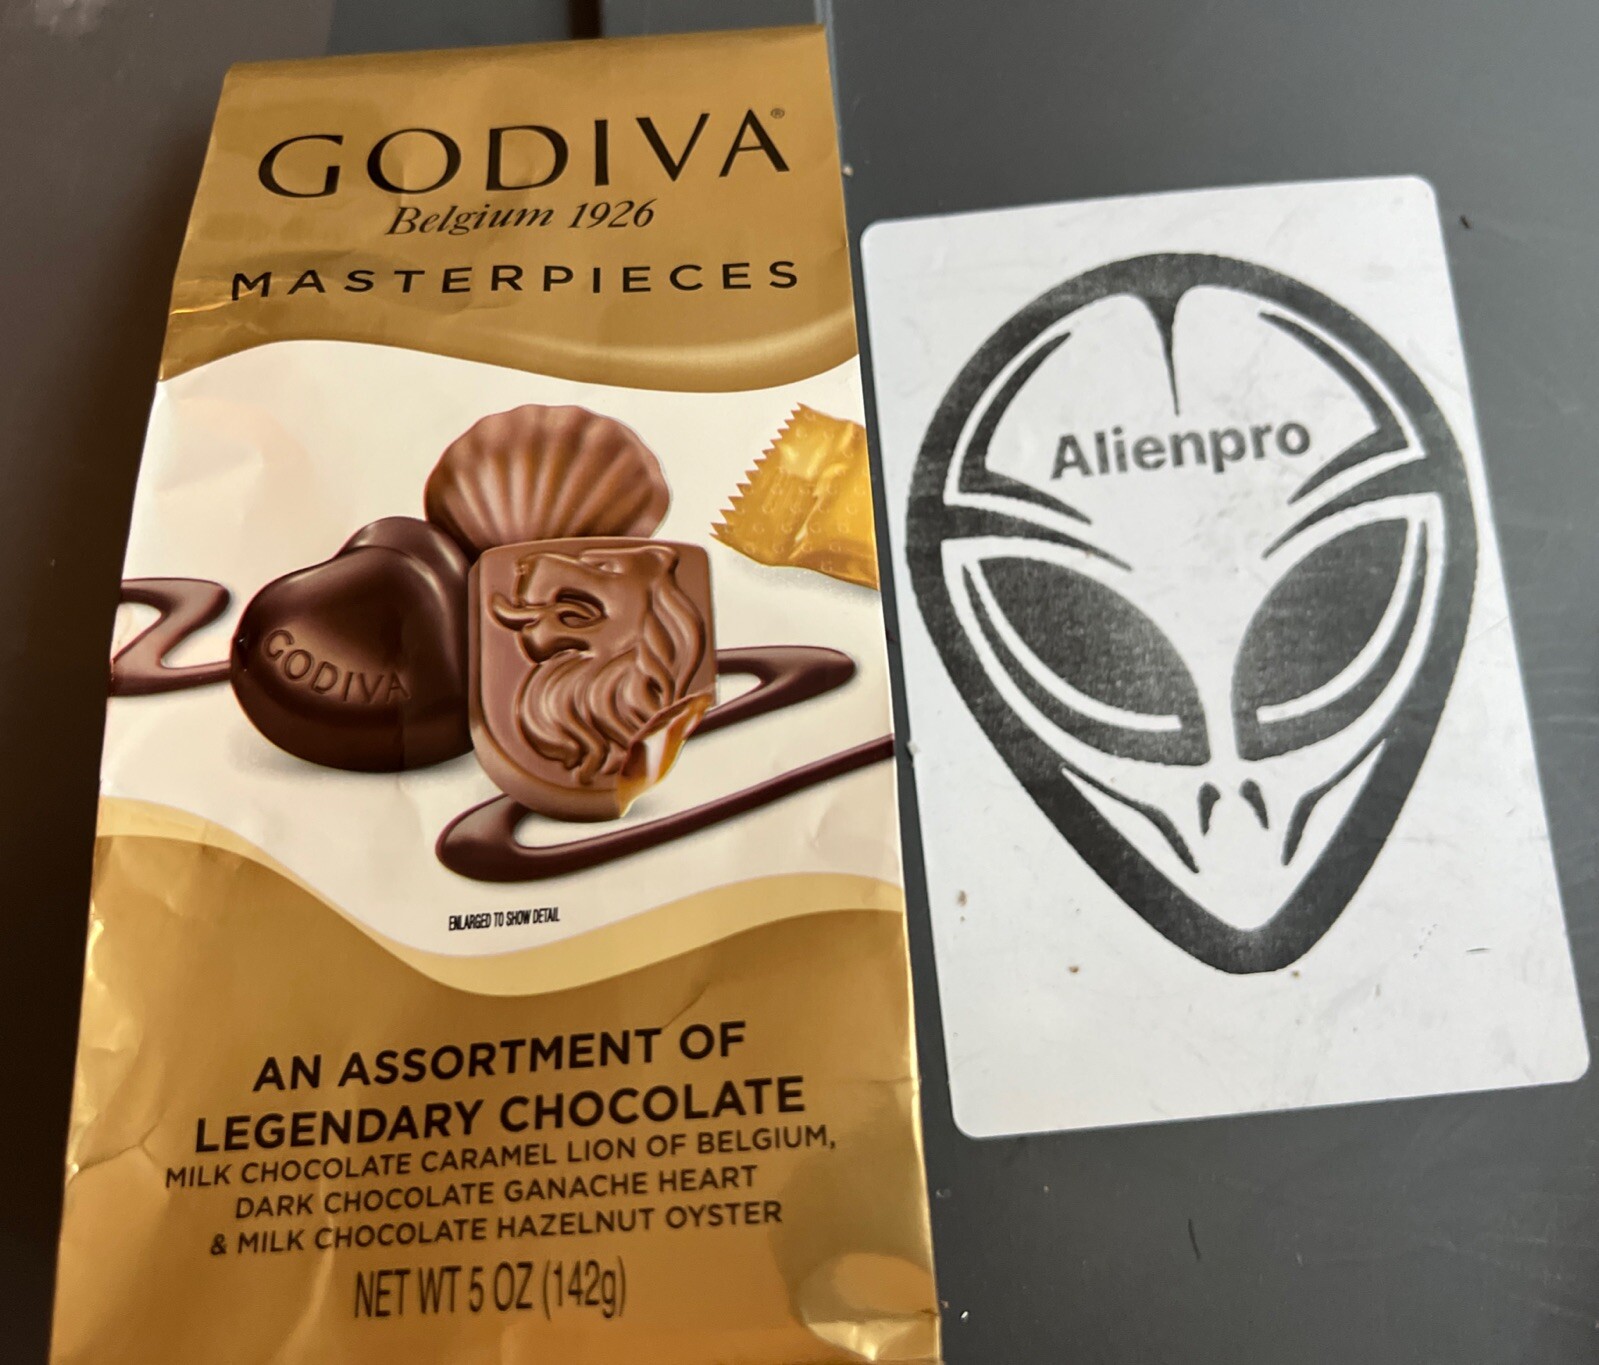 GODIVA®
Belgium 1926
MASTERPIECES
GODIVA
ENLARGED TO SHOW DETAIL
AN ASSORTMENT OF
LEGENDARY CHOCOLATE
MILK CHOCOLATE CARAMEL LION OF BELGIUM,
DARK CHOCOLATE GANACHE HEART
& MILK CHOCOLATE HAZELNUT OYSTER
NET WT 5 OZ (142g)
Alienpro